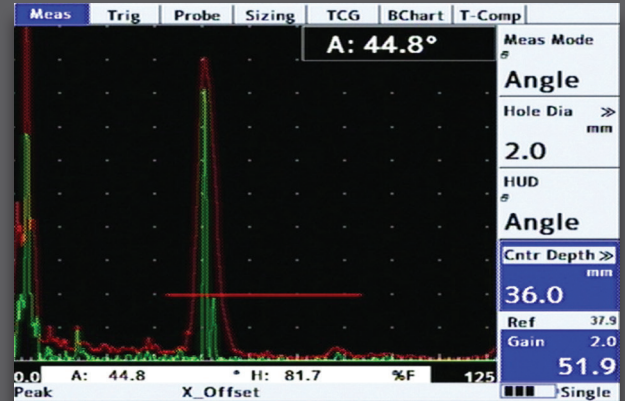 Meas Trig Probe Sizing TCG BChart T-Comp
A: 44.8°
Meas Mode
Angle
Hole Dia >>
mm
2.0
HUD
Angle
Cntr Depth >>
mm
36.0
Ref 37.9
Gain 2.0
51.9
0.0 A: 44.8 ° H: 81.7 %F 125
Peak X_Offset Single